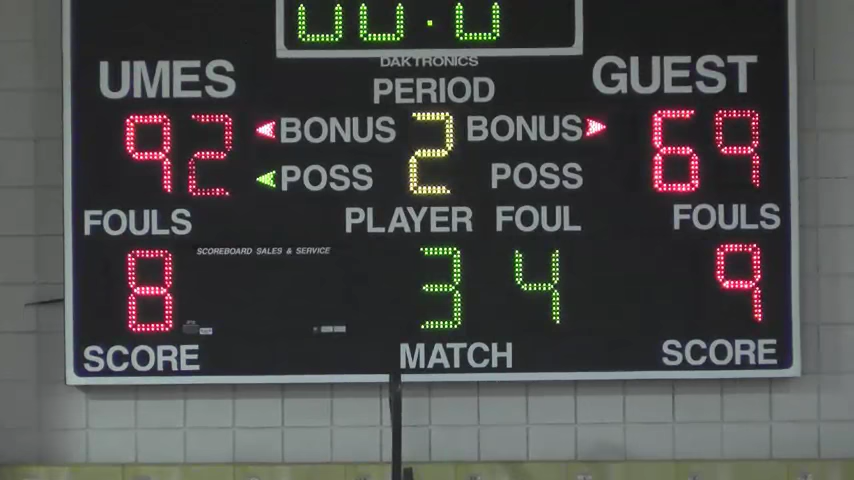 00:0
DAKTRONICS
UMES PERIOD GUEST
92 BONUS 2 BONUS 69
POSS POSS
FOULS PLAYER FOUL FOULS
SCOREBOARD SALES & SERVICE
8 3 4 9
SCORE MATCH SCORE